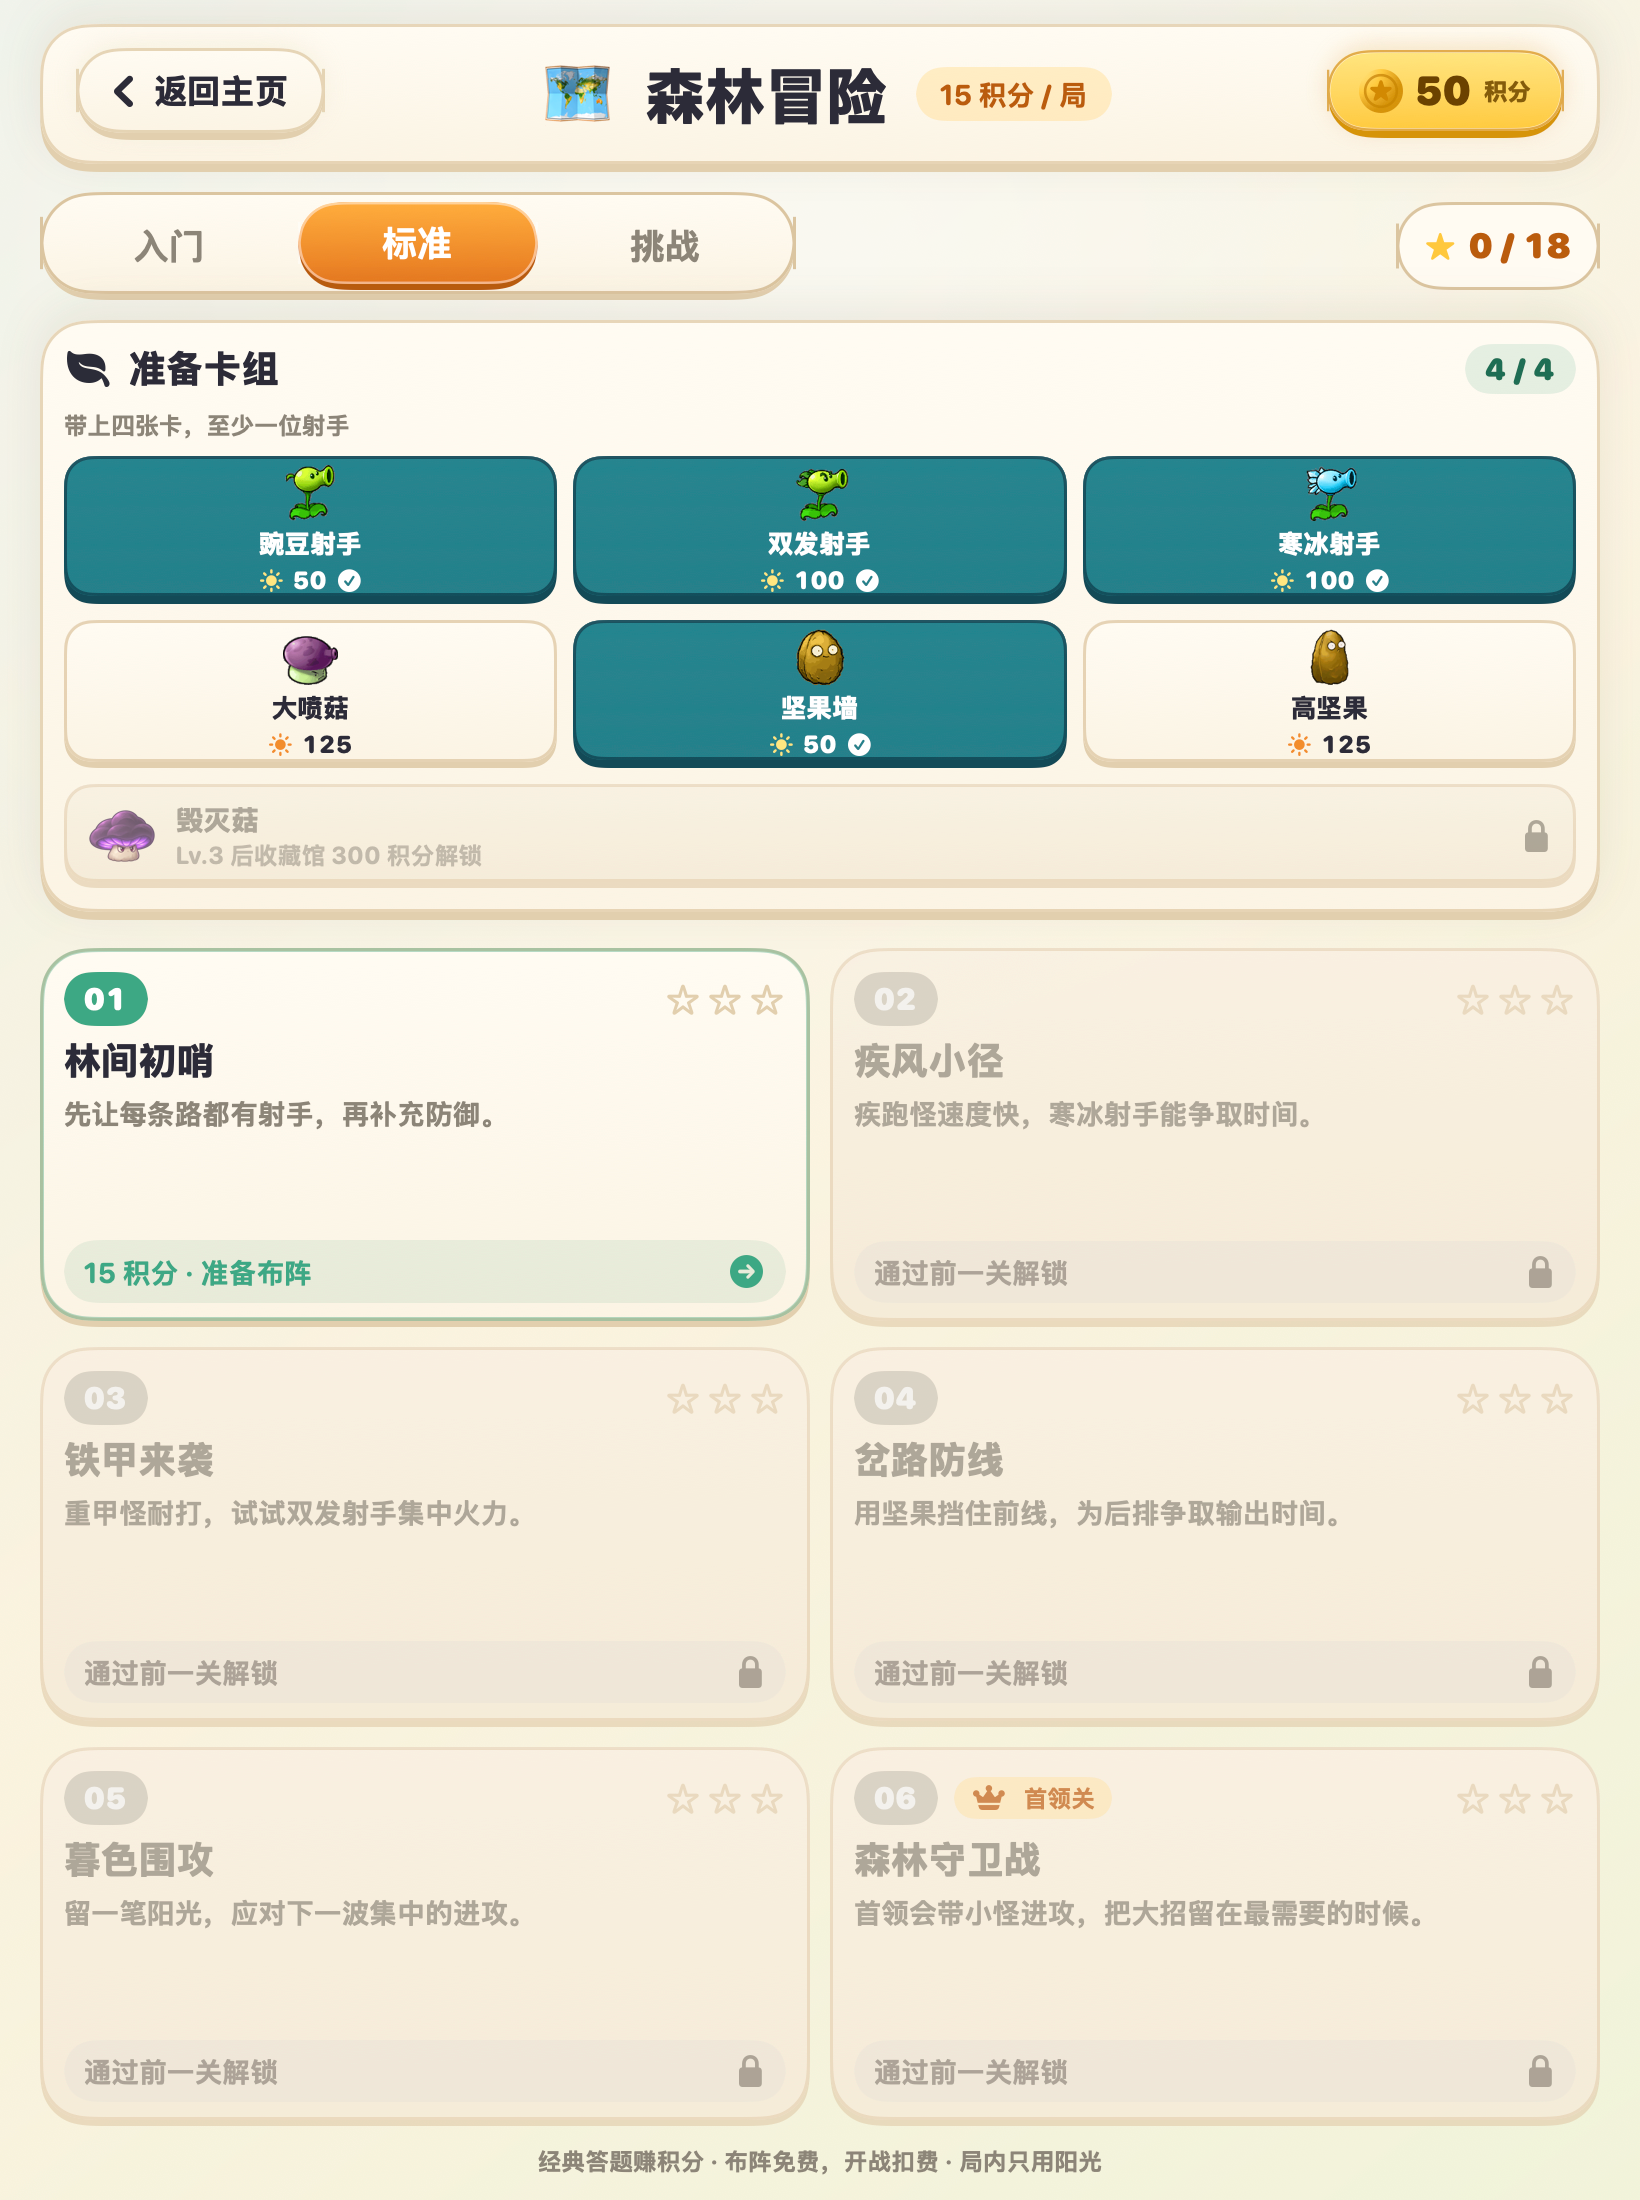 返回主页
森林冒险
15 积分 / 局
50 积分
入门
标准
挑战
0 / 18
准备卡组
4 / 4
带上四张卡，至少一位射手
豌豆射手
50
双发射手
100
寒冰射手
100
大喷菇
125
坚果墙
50
高坚果
125
毁灭菇
Lv.3 后收藏馆 300 积分解锁
01
林间初哨
先让每条路都有射手，再补充防御。
15 积分 · 准备布阵
02
疾风小径
疾跑怪速度快，寒冰射手能争取时间。
通过前一关解锁
03
铁甲来袭
重甲怪耐打，试试双发射手集中火力。
通过前一关解锁
04
岔路防线
用坚果挡住前线，为后排争取输出时间。
通过前一关解锁
05
暮色围攻
留一笔阳光，应对下一波集中的进攻。
通过前一关解锁
06
首领关
森林守卫战
首领会带小怪进攻，把大招留在最需要的时候。
通过前一关解锁
经典答题赚积分 · 布阵免费，开战扣费 · 局内只用阳光